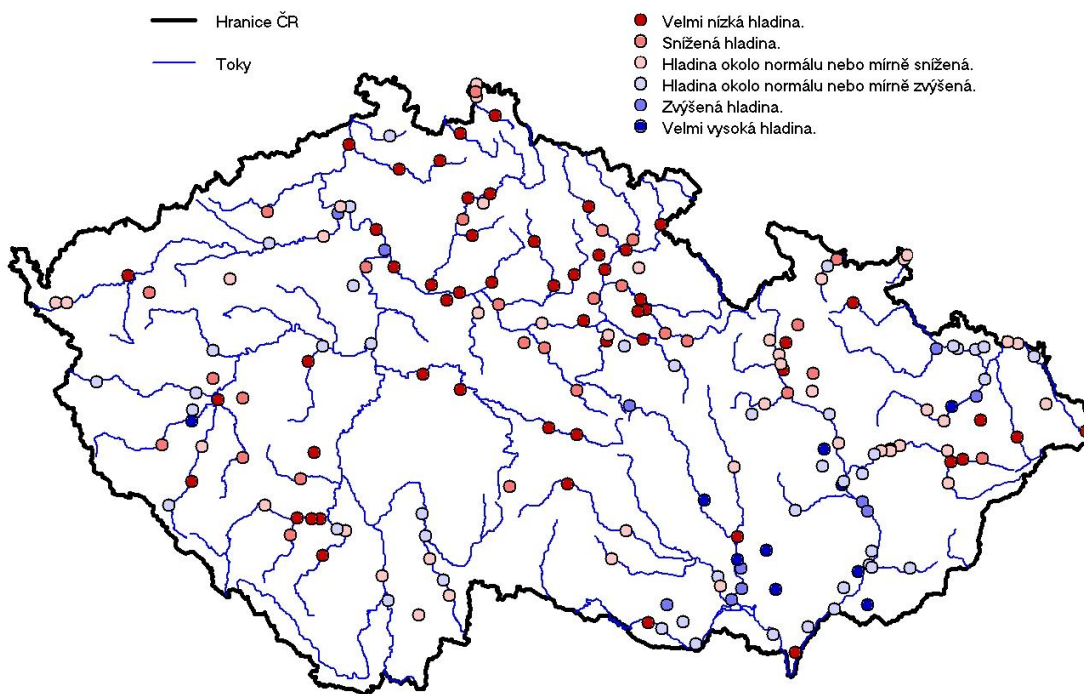 Hranice ČR
Toky
Velmi nízká hladina.
Snížená hladina.
Hladina okolo normálu nebo mírně snížená.
Hladina okolo normálu nebo mírně zvýšená.
Zvýšená hladina.
Velmi vysoká hladina.